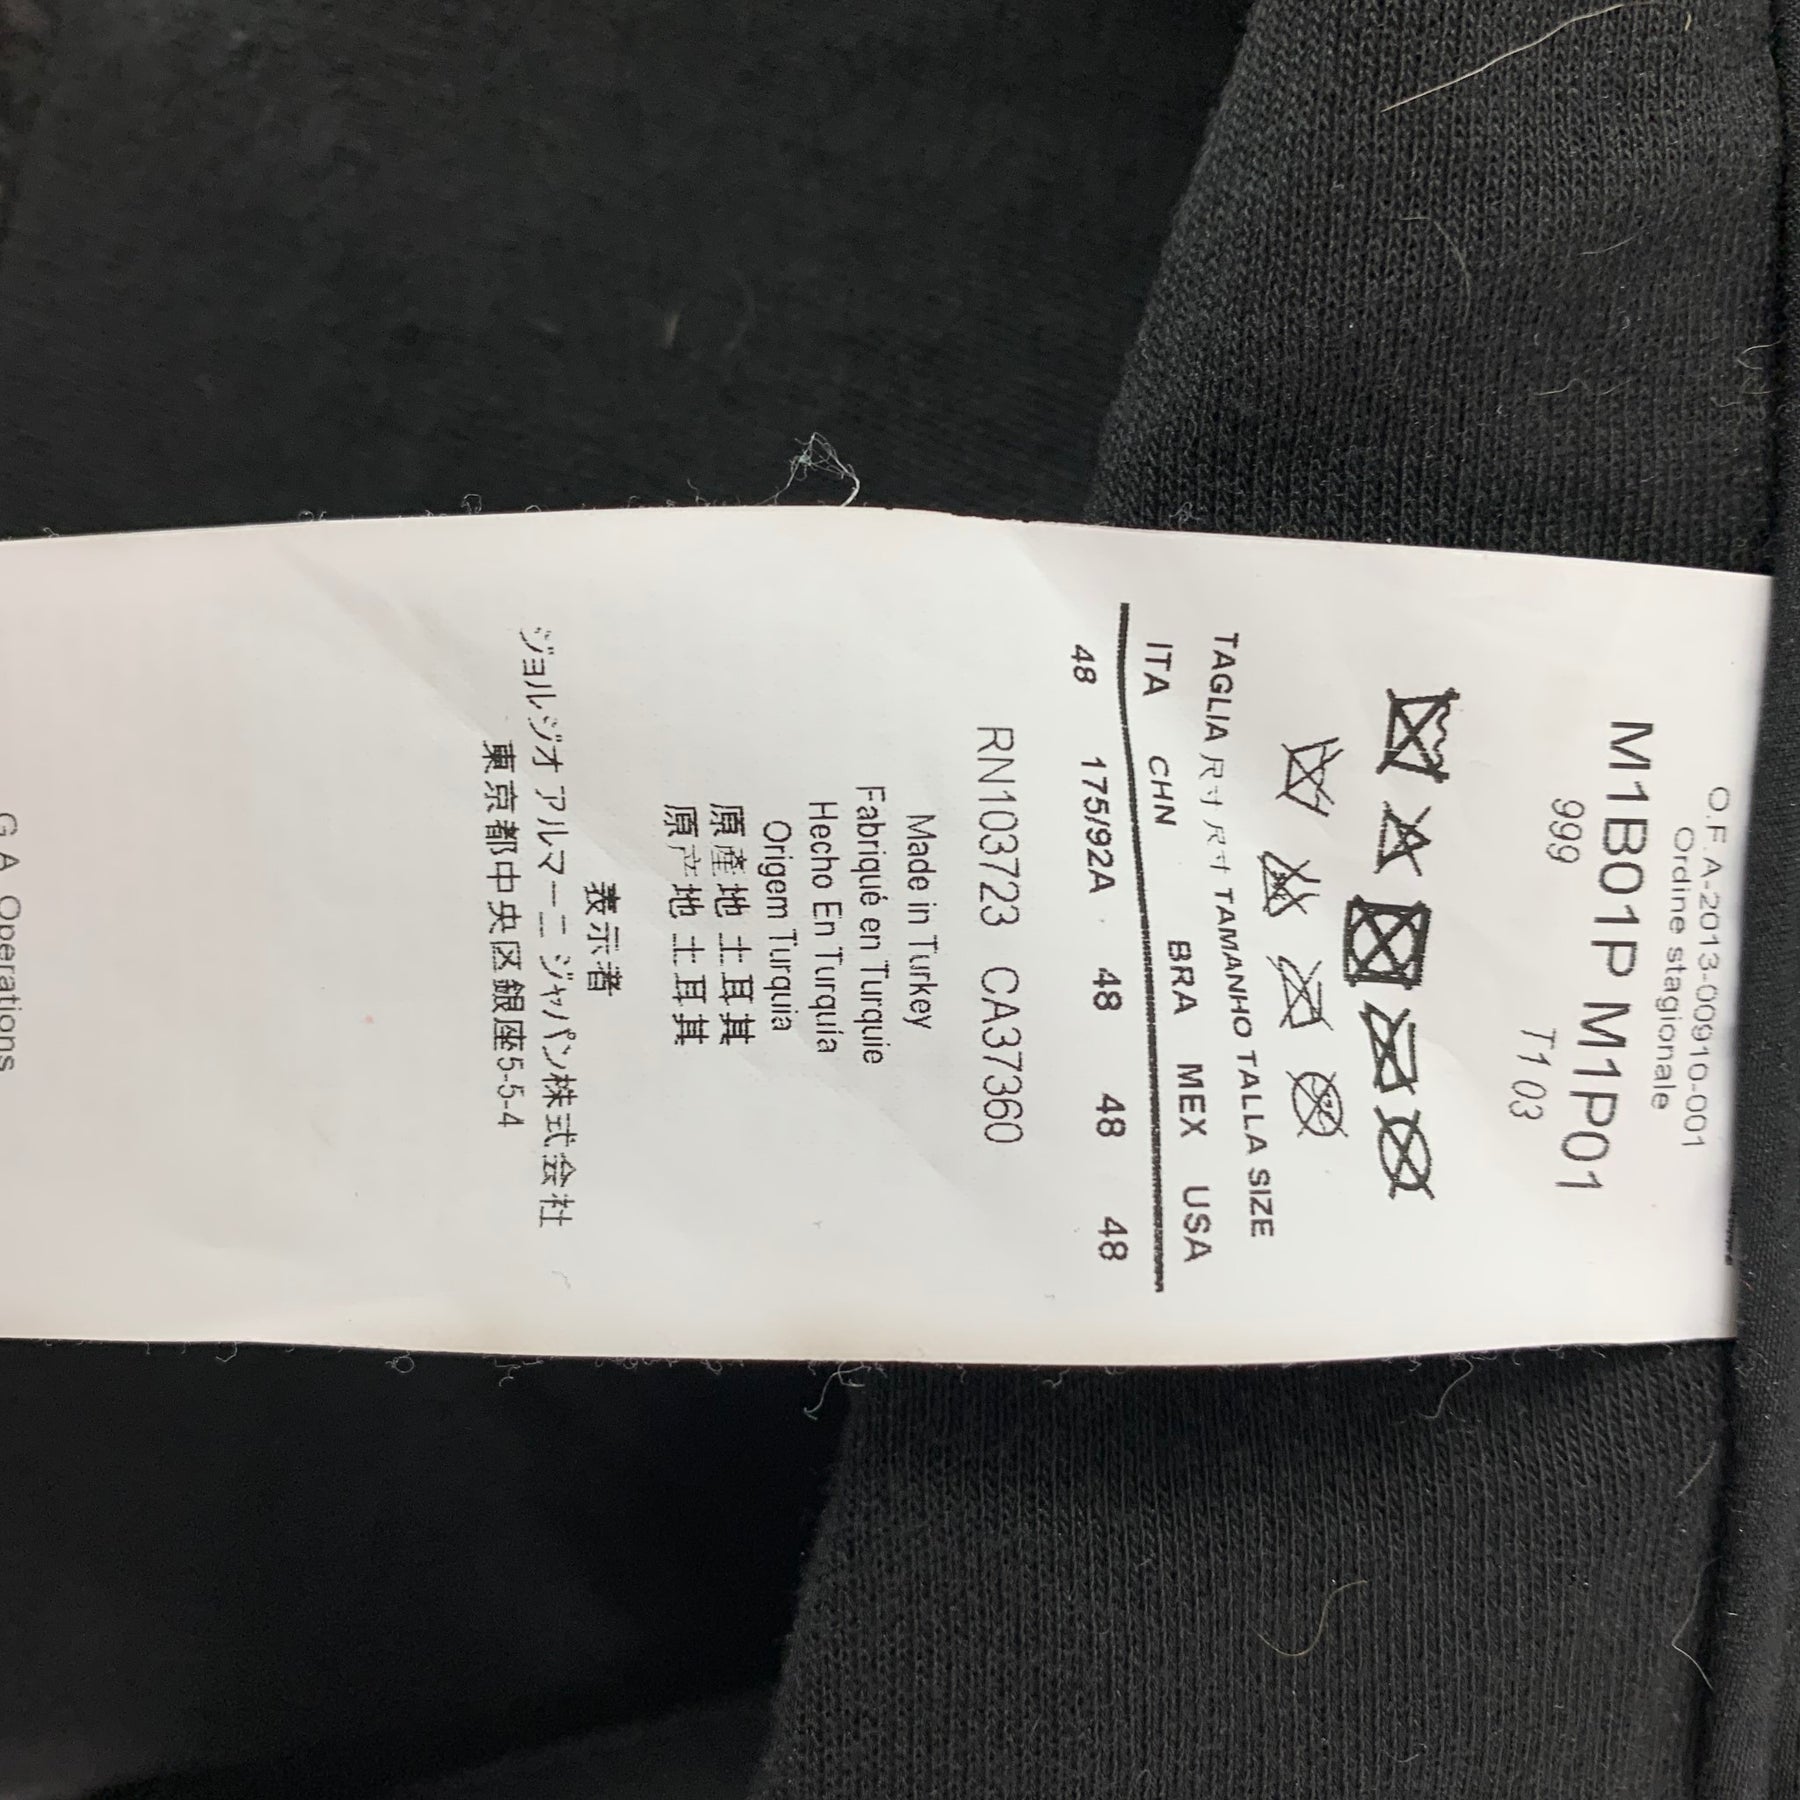 O.F.A-2013-00910-001
Ordine stagionale
M1B01P M1P01
999 T103
TAGLIA 尺寸 尺寸 TAMANHO TALLA SIZE
ITA CHN BRA MEX USA
48 175/92A 48 48 48
RN103723 CA37360
Made in Turkey
Fabriqué en Turquie
Hecho En Turquía
Origem Turquia
原產地 土耳其
原产地 土耳其
表示者
ジョルジオ アルマーニ ジャパン株式会社
東京都中央区銀座5-5-4
G.A. Operations